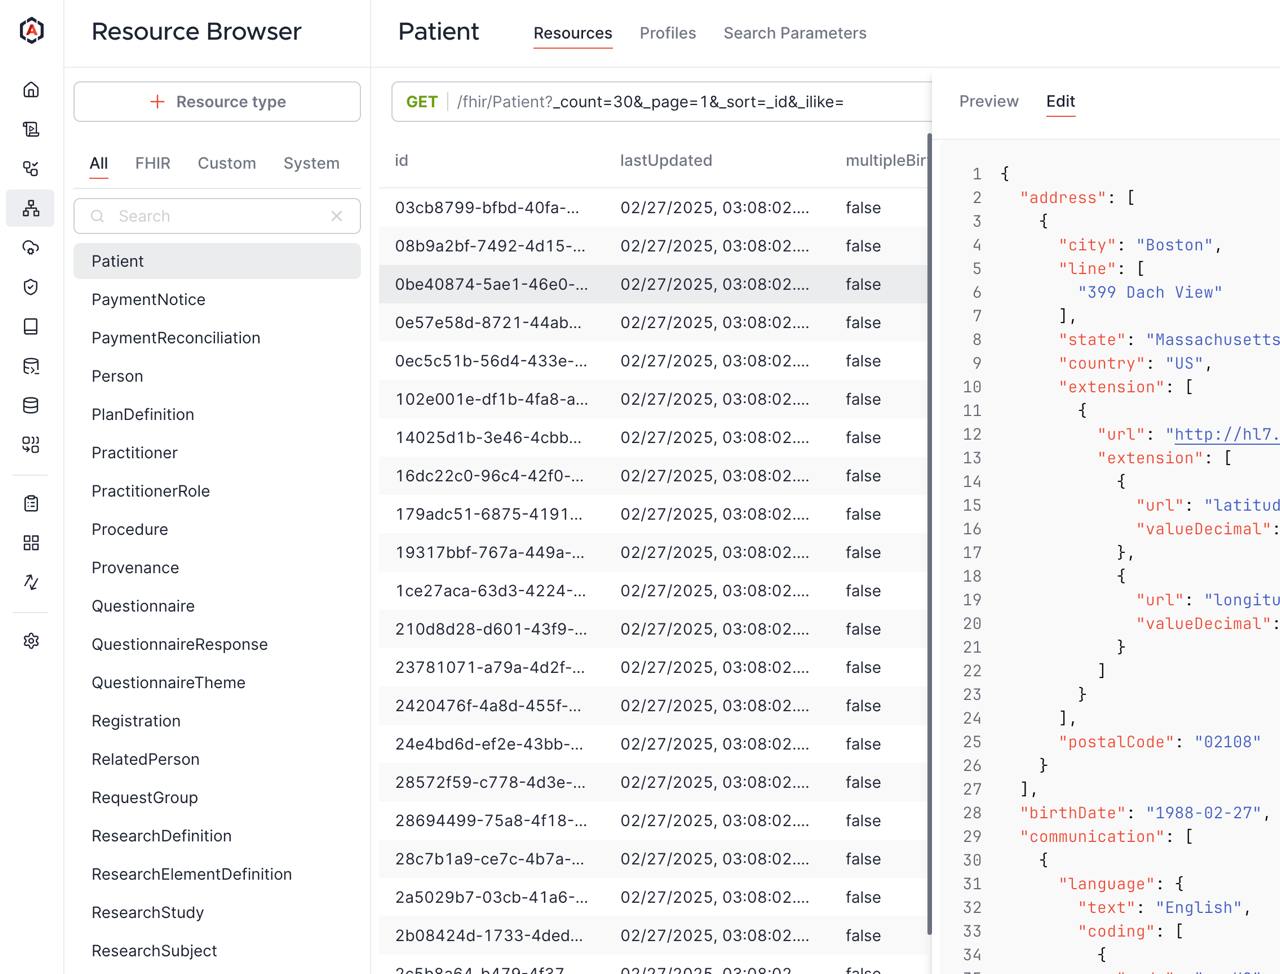 Resource Browser
Resource type
All FHIR Custom System
Search
Patient
PaymentNotice
PaymentReconciliation
Person
PlanDefinition
Practitioner
PractitionerRole
Procedure
Provenance
Questionnaire
QuestionnaireResponse
QuestionnaireTheme
Registration
RelatedPerson
RequestGroup
ResearchDefinition
ResearchElementDefinition
ResearchStudy
ResearchSubject
Patient Resources Profiles Search Parameters
GET /fhir/Patient?_count=30&_page=1&_sort=_id&_ilike=
id lastUpdated multipleBir
03cb8799-bfbd-40fa-... 02/27/2025, 03:08:02.... false
08b9a2bf-7492-4d15-... 02/27/2025, 03:08:02.... false
0be40874-5ae1-46e0-... 02/27/2025, 03:08:02.... false
0e57e58d-8721-44ab... 02/27/2025, 03:08:02.... false
0ec5c51b-56d4-433e-... 02/27/2025, 03:08:02.... false
102e001e-df1b-4fa8-a... 02/27/2025, 03:08:02.... false
14025d1b-3e46-4cbb... 02/27/2025, 03:08:02.... false
16dc22c0-96c4-42f0-... 02/27/2025, 03:08:02.... false
179adc51-6875-4191... 02/27/2025, 03:08:02.... false
19317bbf-767a-449a-... 02/27/2025, 03:08:02.... false
1ce27aca-63d3-4224-... 02/27/2025, 03:08:02.... false
210d8d28-d601-43f9-... 02/27/2025, 03:08:02.... false
23781071-a79a-4d2f-... 02/27/2025, 03:08:02.... false
2420476f-4a8d-455f-... 02/27/2025, 03:08:02.... false
24e4bd6d-ef2e-43bb-... 02/27/2025, 03:08:02.... false
28572f59-c778-4d3e-... 02/27/2025, 03:08:02.... false
28694499-75a8-4f18-... 02/27/2025, 03:08:02.... false
28c7b1a9-ce7c-4b7a-... 02/27/2025, 03:08:02.... false
2a5029b7-03cb-41a6-... 02/27/2025, 03:08:02.... false
2b08424d-1733-4ded... 02/27/2025, 03:08:02.... false
Preview Edit
1 {
2 "address": [
3 {
4 "city": "Boston",
5 "line": [
6 "399 Dach View"
7 ],
8 "state": "Massachusetts
9 "country": "US",
10 "extension": [
11 {
12 "url": "http://hl7.
13 "extension": [
14 {
15 "url": "latitud
16 "valueDecimal":
17 },
18 {
19 "url": "longitu
20 "valueDecimal":
21 }
22 ]
23 }
24 ],
25 "postalCode": "02108"
26 }
27 ],
28 "birthDate": "1988-02-27",
29 "communication": [
30 {
31 "language": {
32 "text": "English",
33 "coding": [
34 {